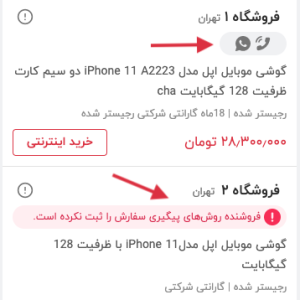 فروشگاه ۱ تهران
گوشی موبایل اپل مدل iPhone 11 A2223 دو سیم کارت
ظرفیت 128 گیگابایت cha
رجیستر شده | 18ماه گارانتی شرکتی رجیستر شده
۲۸٫۳۰۰٫۰۰۰ تومان
خرید اینترنتی
فروشگاه ۲ تهران
فروشنده روش‌های پیگیری سفارش را ثبت نکرده است.
گوشی موبایل اپل مدلiPhone 11 با ظرفیت 128
گیگابایت
رجیستر شده | گارانتی شرکتی